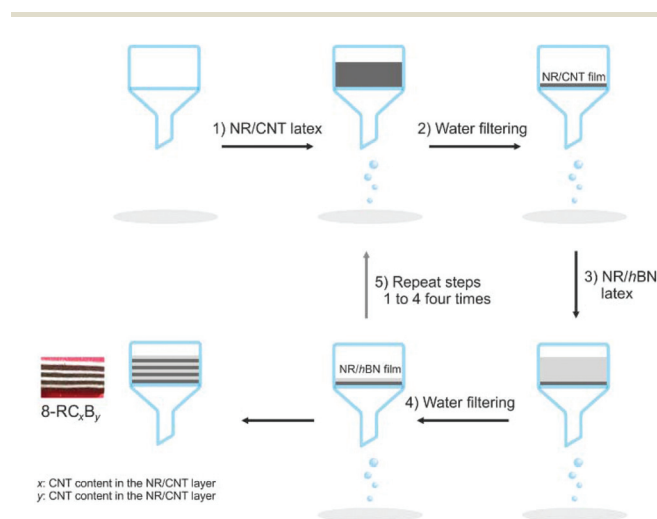 1) NR/CNT latex
2) Water filtering
NR/CNT film
3) NR/hBN
latex
5) Repeat steps
1 to 4 four times
NR/hBN film
4) Water filtering
8-RCxBy
x: CNT content in the NR/CNT layer
y: CNT content in the NR/CNT layer